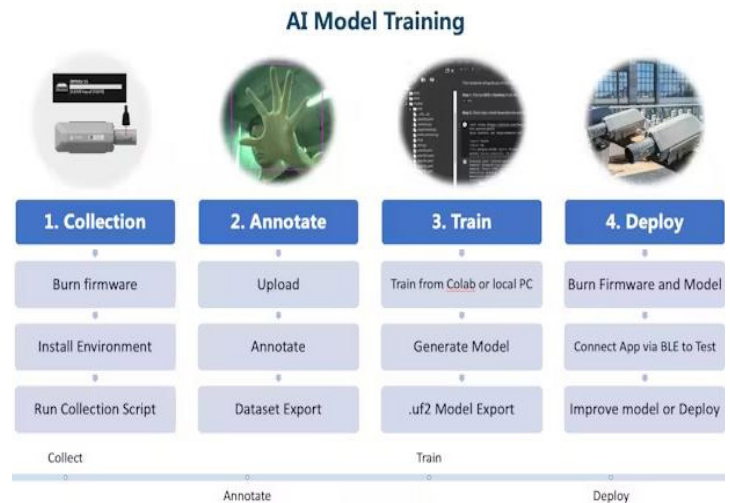 AI Model Training
1. Collection
Burn firmware
Install Environment
Run Collection Script
2. Annotate
Upload
Annotate
Dataset Export
3. Train
Train from Colab or local PC
Generate Model
.uf2 Model Export
4. Deploy
Burn Firmware and Model
Connect App via BLE to Test
Improve model or Deploy
Collect
Annotate
Train
Deploy